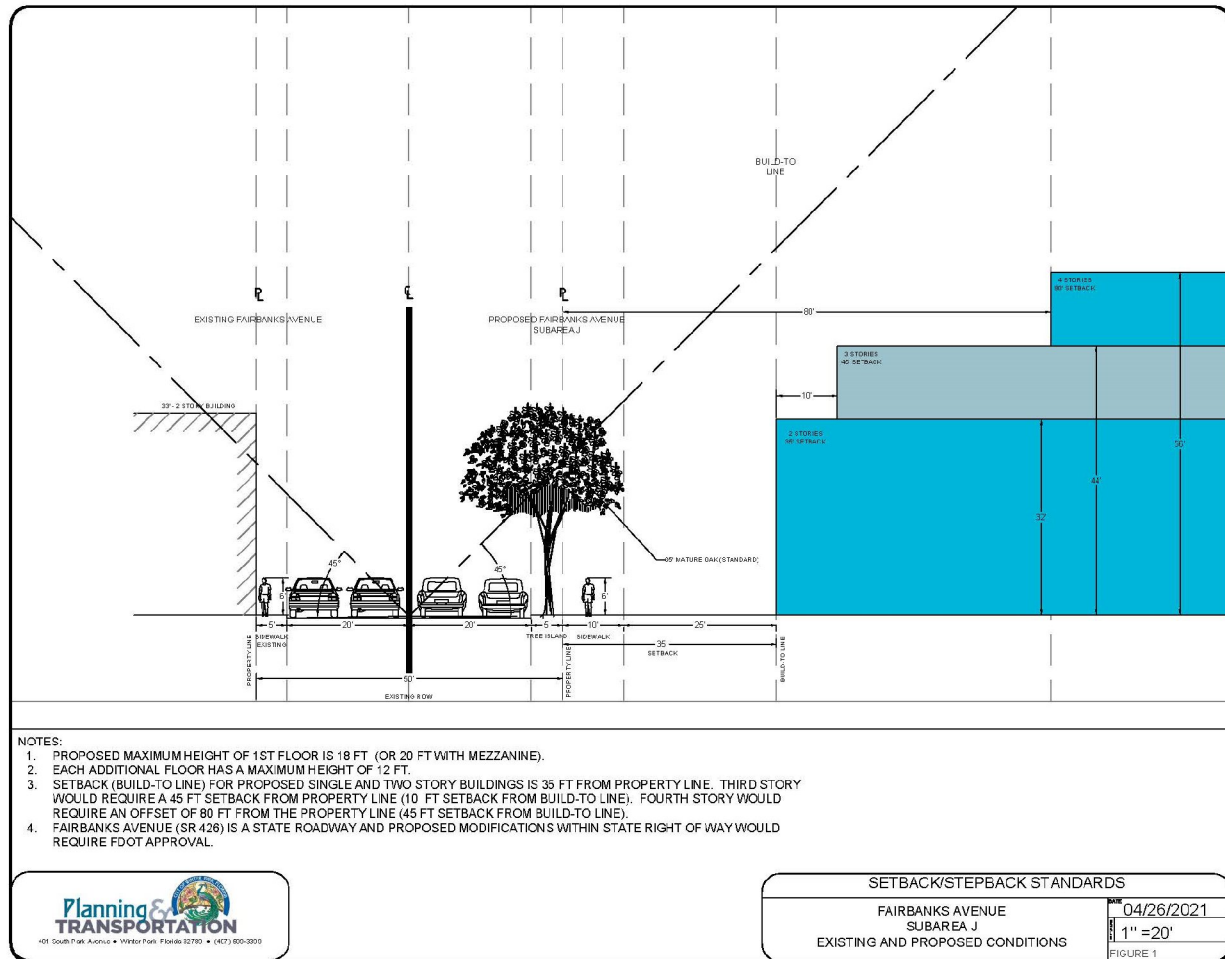 BUILD-TO
LINE
PL
CL
PL
EXISTING FAIRBANKS AVENUE
PROPOSED FAIRBANKS AVENUE
SUBAREA J
4 STORIES
80' SETBACK
80'
3 STORIES
45' SETBACK
10'
33'- 2 STORY BUILDING
2 STORIES
35' SETBACK
56'
44'
32'
45°
45°
MATURE OAK (STANDARD)
6'
6'
5'
20'
20'
5'
10'
25'
SIDEWALK
EXISTING
TREE ISLAND
SIDEWALK
35'
SETBACK
PROPERTY LINE
PROPERTY LINE
BUILD-TO LINE
60'
EXISTING ROW
NOTES:
1. PROPOSED MAXIMUM HEIGHT OF 1ST FLOOR IS 18 FT (OR 20 FT WITH MEZZANINE).
2. EACH ADDITIONAL FLOOR HAS A MAXIMUM HEIGHT OF 12 FT.
3. SETBACK (BUILD-TO LINE) FOR PROPOSED SINGLE AND TWO STORY BUILDINGS IS 35 FT FROM PROPERTY LINE. THIRD STORY
WOULD REQUIRE A 45 FT SETBACK FROM PROPERTY LINE (10 FT SETBACK FROM BUILD-TO LINE). FOURTH STORY WOULD
REQUIRE AN OFFSET OF 80 FT FROM THE PROPERTY LINE (45 FT SETBACK FROM BUILD-TO LINE).
4. FAIRBANKS AVENUE (SR 426) IS A STATE ROADWAY AND PROPOSED MODIFICATIONS WITHIN STATE RIGHT OF WAY WOULD
REQUIRE FDOT APPROVAL.
Planning &
TRANSPORTATION
401 South Park Avenue • Winter Park Florida 32789 • (407)
SETBACK/STEPBACK STANDARDS
FAIRBANKS AVENUE
SUBAREA J
EXISTING AND PROPOSED CONDITIONS
DATE
04/26/2021
1" =20'
FIGURE 1